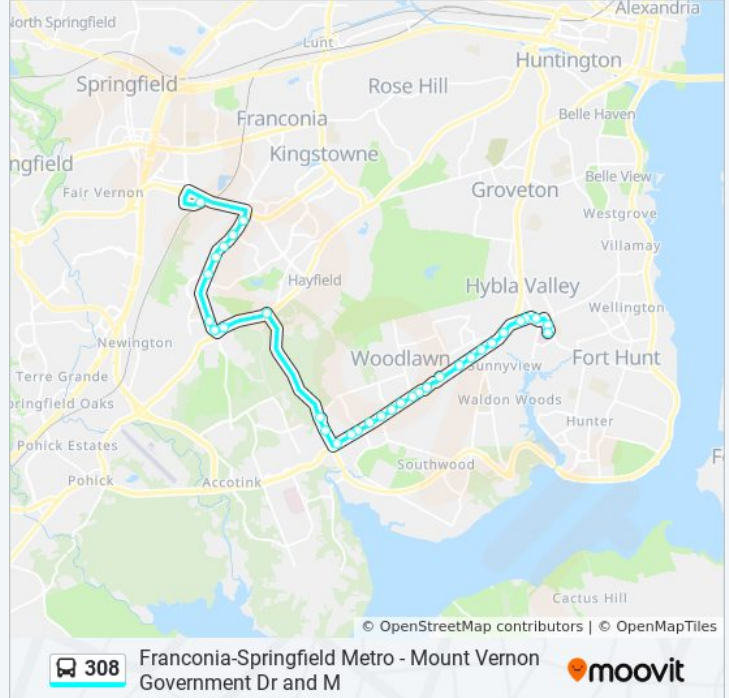 North Springfield
Alexandria
Lunt
Huntington
Springfield
Rose Hill
Franconia
Belle Haven
ngfield
Kingstowne
Belle View
Fair Vernon
Groveton
Westgrove
Villamay
Hayfield
Hybla Valley
Wellington
Newington
Woodlawn
Fort Hunt
Sunnyview
Terre Grande
Waldon Woods
pringfield Oaks
Hunter
Pohick Estates
Southwood
F
Pohick
Accotink
Cactus Hill
© OpenStreetMap contributors | © OpenMapTiles
308
Franconia-Springfield Metro - Mount Vernon
Government Dr and M
moovit